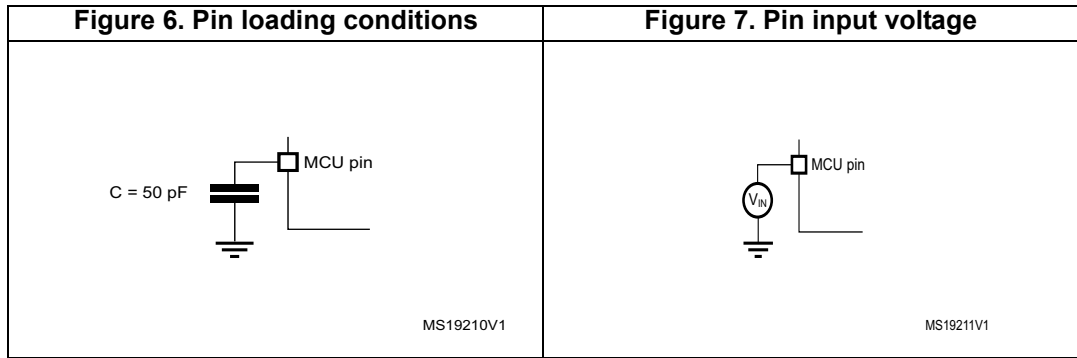 Figure 6. Pin loading conditions
Figure 7. Pin input voltage
MCU pin
C = 50 pF
MS19210V1
MCU pin
VIN
MS19211V1